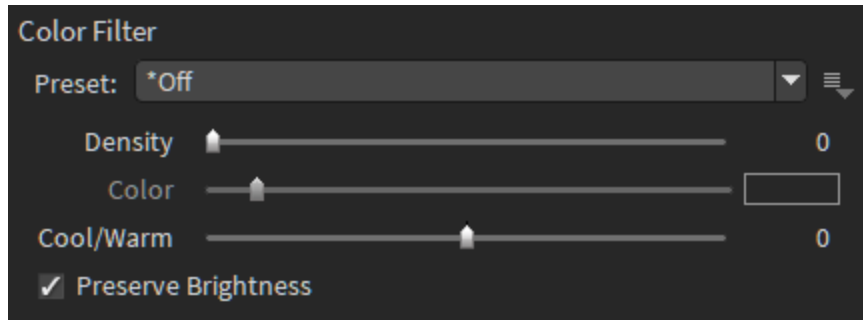 Color Filter
Preset: *Off
Density 0
Color
Cool/Warm 0
Preserve Brightness